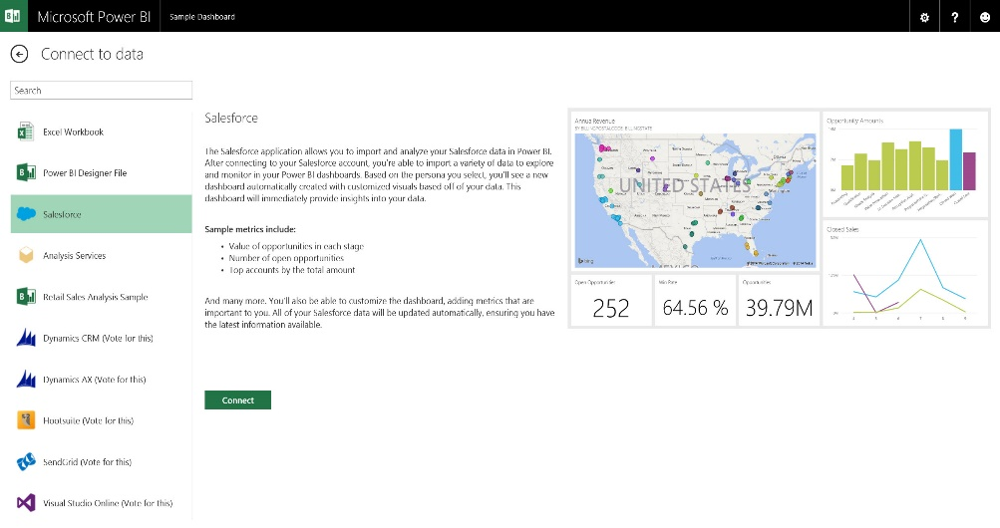 Microsoft Power BI
Sample Dashboard
?
Connect to data
Search
Excel Workbook
Power BI Designer File
Salesforce
Analysis Services
Retail Sales Analysis Sample
Dynamics CRM (Vote for this)
Dynamics AX (Vote for this)
Hootsuite (Vote for this)
SendGrid (Vote for this)
Visual Studio Online (Vote for this)
Salesforce
The Salesforce application allows you to import and analyze your Salesforce data in Power BI.
After connecting to your Salesforce account, you're able to import a variety of data to explore
and monitor in your Power BI dashboards. Based on the persona you select, you'll see a new
dashboard automatically created with customized visuals based off of your data. This
dashboard will immediately provide insights into your data.
Sample metrics include:
• Value of opportunities in each stage
• Number of open opportunities
• Top accounts by the total amount
And many more. You'll also be able to customize the dashboard, adding metrics that are
important to you. All of your Salesforce data will be updated automatically, ensuring you have
the latest information available.
Connect
Annua Revenue
BY BILLINGPOSTALCODE, BILLINGSTATE
UNITED STATES
MEXICO
bing
Open Opportunities
252
Win Rate
64.56 %
Opportunities
39.79M
Opportunity Amounts
Closed Sales